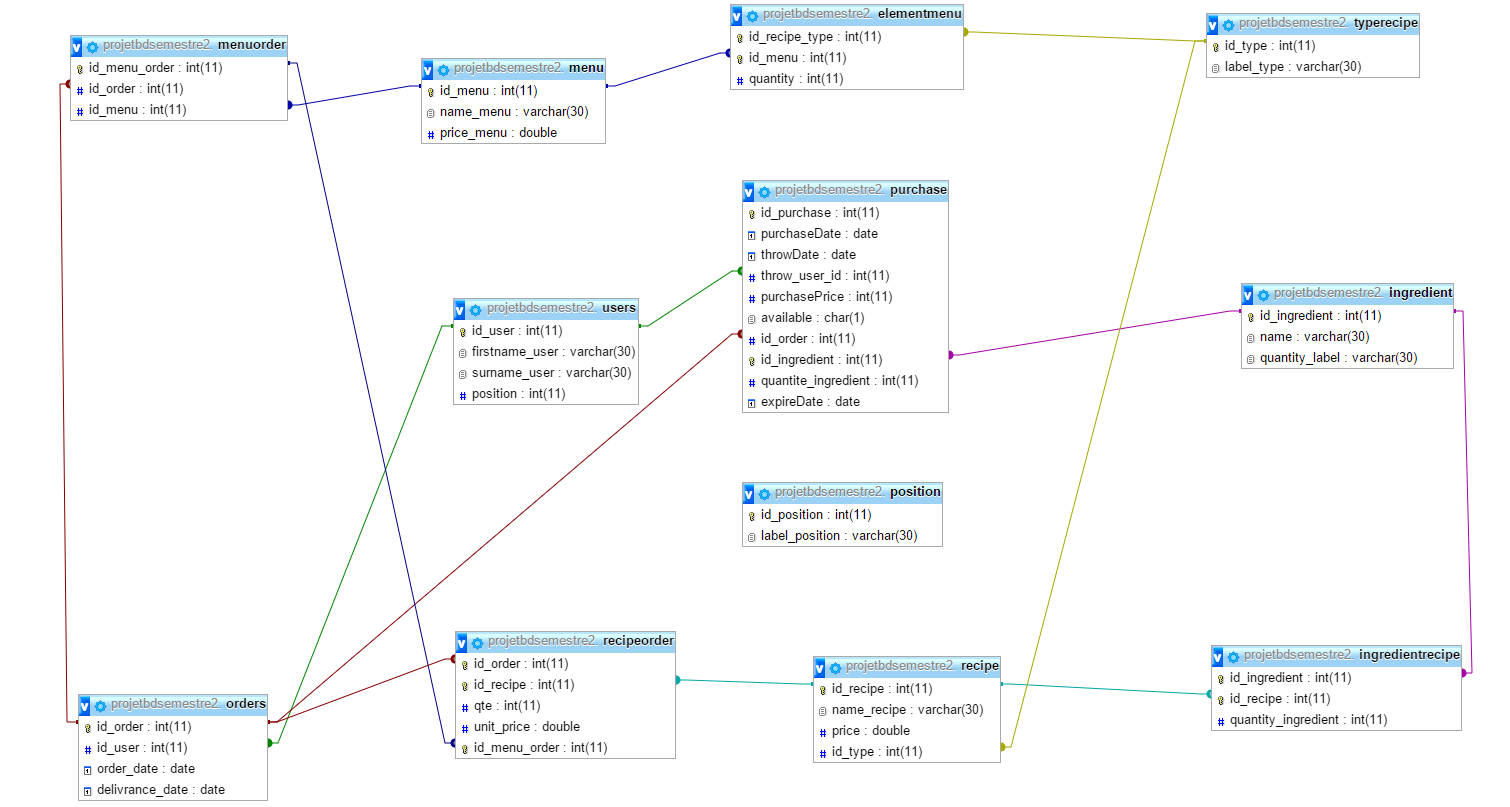 projetbdsemestre2. menuorder
id_menu_order : int(11)
id_order : int(11)
id_menu : int(11)
projetbdsemestre2. menu
id_menu : int(11)
name_menu : varchar(30)
price_menu : double
projetbdsemestre2. elementmenu
id_recipe_type : int(11)
id_menu : int(11)
quantity : int(11)
projetbdsemestre2. typerecipe
id_type : int(11)
label_type : varchar(30)
projetbdsemestre2. purchase
id_purchase : int(11)
purchaseDate : date
throwDate : date
throw_user_id : int(11)
purchasePrice : int(11)
available : char(1)
id_order : int(11)
id_ingredient : int(11)
quantite_ingredient : int(11)
expireDate : date
projetbdsemestre2. users
id_user : int(11)
firstname_user : varchar(30)
surname_user : varchar(30)
position : int(11)
projetbdsemestre2. ingredient
id_ingredient : int(11)
name : varchar(30)
quantity_label : varchar(30)
projetbdsemestre2. position
id_position : int(11)
label_position : varchar(30)
projetbdsemestre2. orders
id_order : int(11)
id_user : int(11)
order_date : date
delivrance_date : date
projetbdsemestre2. recipeorder
id_order : int(11)
id_recipe : int(11)
qte : int(11)
unit_price : double
id_menu_order : int(11)
projetbdsemestre2. recipe
id_recipe : int(11)
name_recipe : varchar(30)
price : double
id_type : int(11)
projetbdsemestre2. ingredientrecipe
id_ingredient : int(11)
id_recipe : int(11)
quantity_ingredient : int(11)